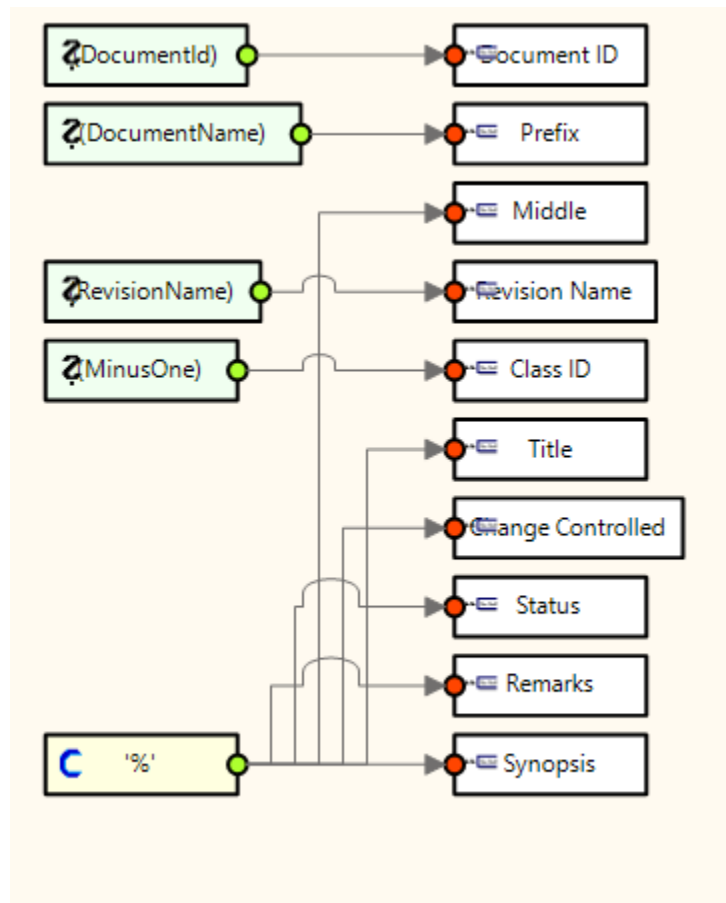 (DocumentId)
Document ID
(DocumentName)
Prefix
Middle
(RevisionName)
Revision Name
(MinusOne)
Class ID
Title
Change Controlled
Status
Remarks
C '%'
Synopsis